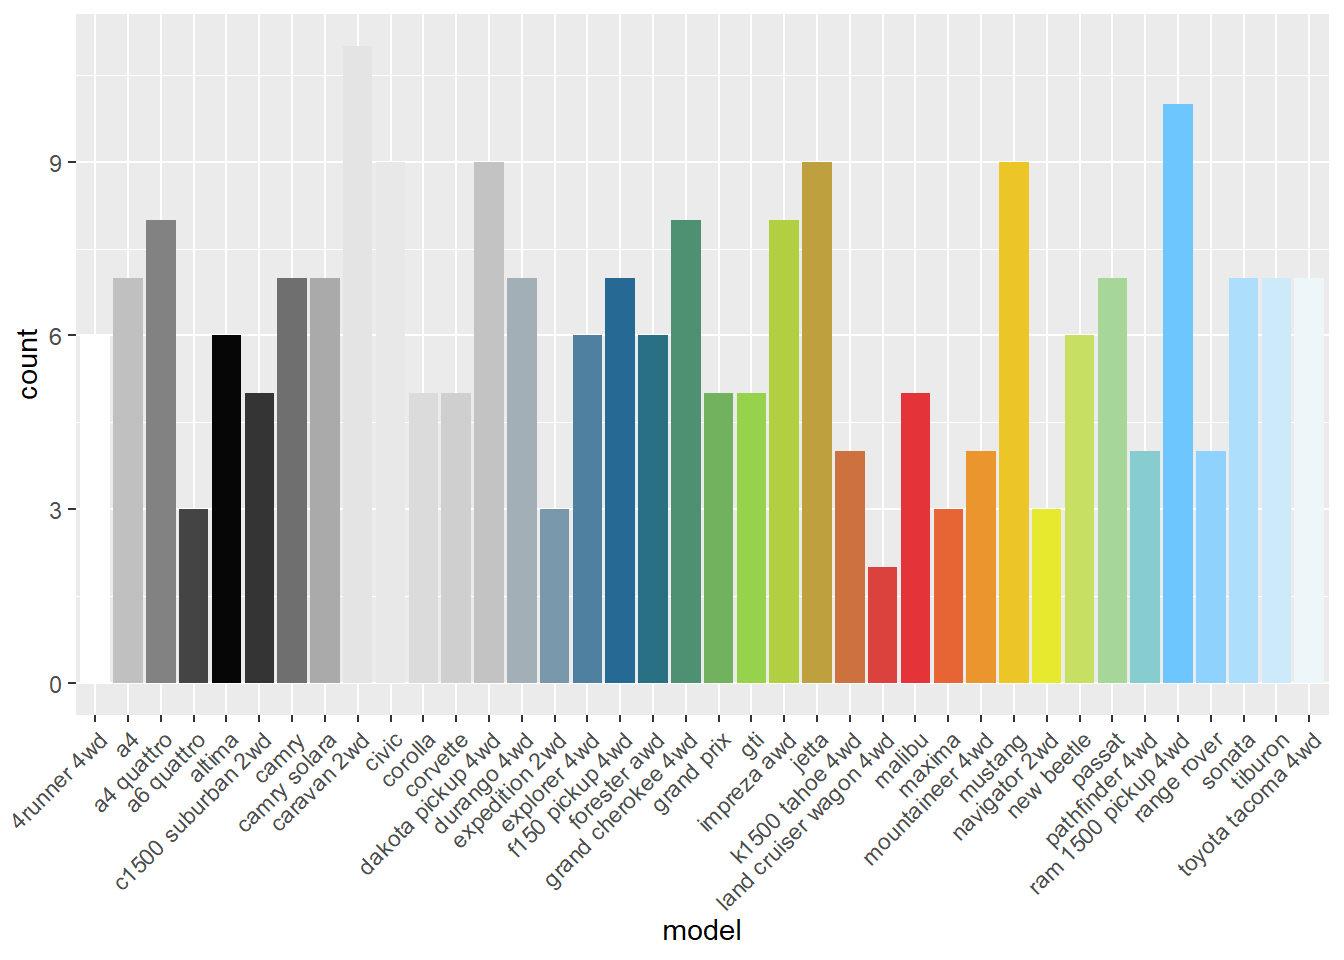 count
9
6
3
0
4runner 4wd
a4
a4 quattro
a6 quattro
altima
c1500 suburban 2wd
camry
camry solara
caravan 2wd
civic
corolla
corvette
dakota pickup 4wd
durango 4wd
expedition 2wd
explorer 4wd
f150 pickup 4wd
forester awd
grand cherokee 4wd
grand prix
gti
impreza awd
jetta
k1500 tahoe 4wd
land cruiser wagon 4wd
malibu
maxima
mountaineer 4wd
mustang
navigator 2wd
new beetle
passat
pathfinder 4wd
ram 1500 pickup 4wd
range rover
sonata
tiburon
toyota tacoma 4wd
model